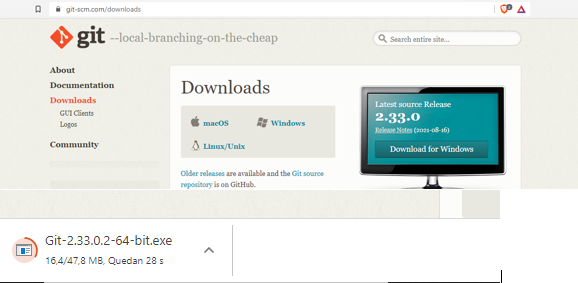 git-scm.com/downloads
git --local-branching-on-the-cheap
Search entire site...
About
Documentation
Downloads
GUI Clients
Logos
Community
Downloads
macOS
Windows
Linux/Unix
Older releases are available and the Git source
repository is on GitHub.
Latest source Release
2.33.0
Release Notes (2021-08-16)
Download for Windows
Git-2.33.0.2-64-bit.exe
16,4/47,8 MB, Quedan 28 s